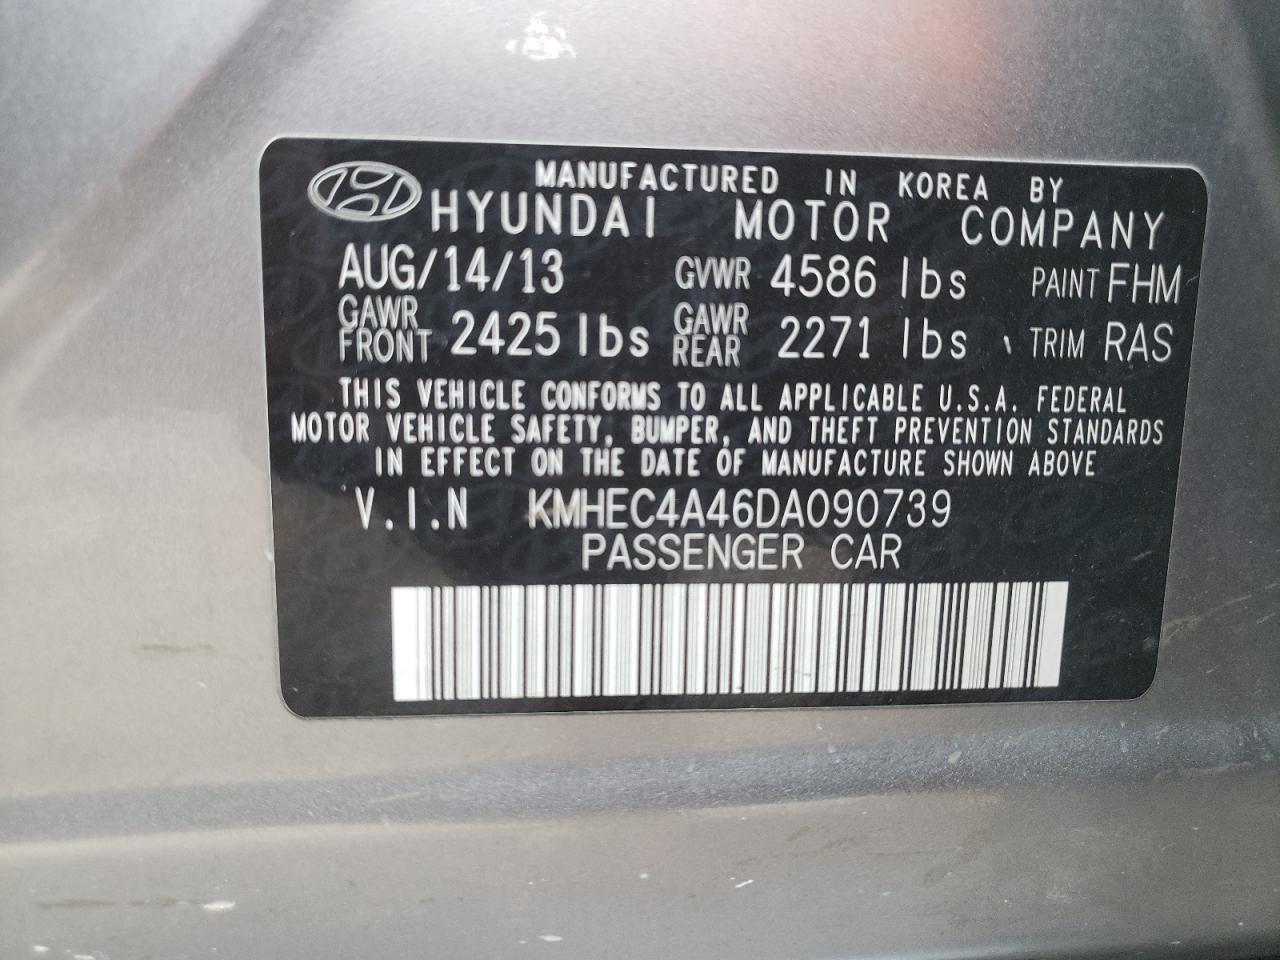 MANUFACTURED IN KOREA BY
HYUNDAI MOTOR COMPANY
AUG/14/13 GVWR 4586 lbs PAINT FHM
GAWR FRONT 2425 lbs GAWR REAR 2271 lbs TRIM RAS
THIS VEHICLE CONFORMS TO ALL APPLICABLE U.S.A. FEDERAL
MOTOR VEHICLE SAFETY, BUMPER, AND THEFT PREVENTION STANDARDS
IN EFFECT ON THE DATE OF MANUFACTURE SHOWN ABOVE
V.I.N KMHEC4A46DA090739
PASSENGER CAR